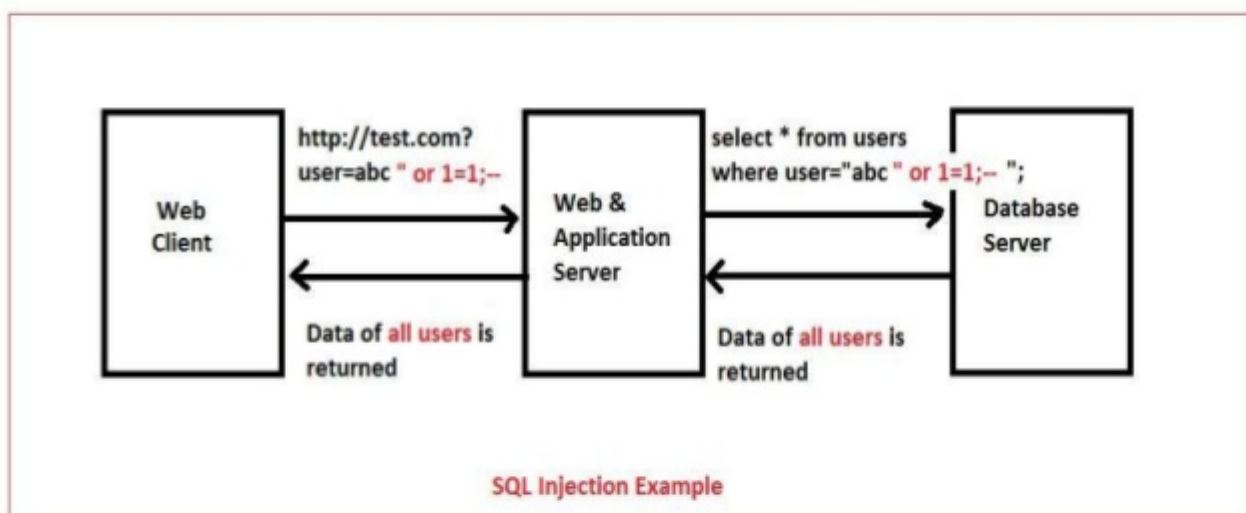 http://test.com?
user=abc " or 1=1;--
select * from users
where user="abc " or 1=1;-- ";
Web
Client
Web &
Application
Server
Database
Server
Data of all users is
returned
Data of all users is
returned
SQL Injection Example